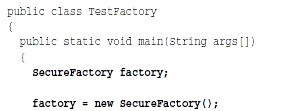 public class TestFactory
{
public static void main(String args[])
{
SecureFactory factory;
factory = new SecureFactory();